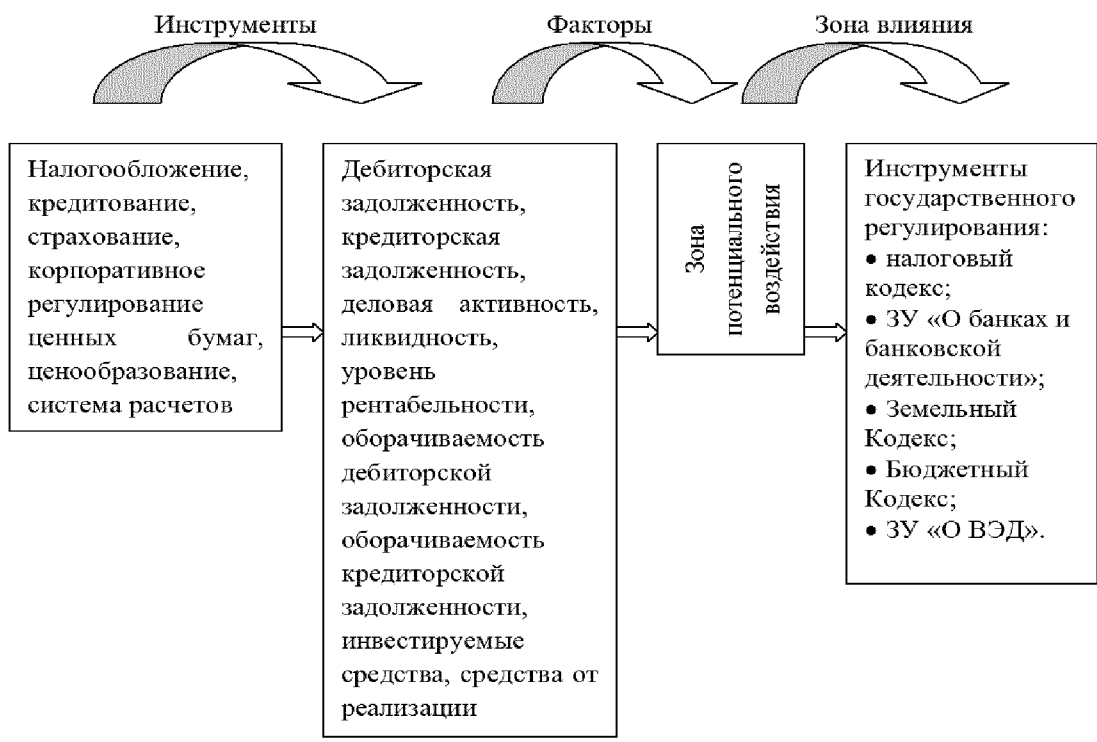 Инструменты
Факторы
Зона влияния
Налогообложение,
кредитование,
страхование,
корпоративное
регулирование
ценных бумаг,
ценообразование,
система расчетов
Дебиторская
задолженность,
кредиторская
задолженность,
деловая активность,
ликвидность,
уровень
рентабельности,
оборачиваемость
дебиторской
задолженности,
оборачиваемость
кредиторской
задолженности,
инвестируемые
средства, средства от
реализации
Зона
потенциального
воздействия
Инструменты
государственного
регулирования:
• налоговый
кодекс;
• ЗУ «О банках и
банковской
деятельности»;
• Земельный
Кодекс;
• Бюджетный
Кодекс;
• ЗУ «О ВЭД».